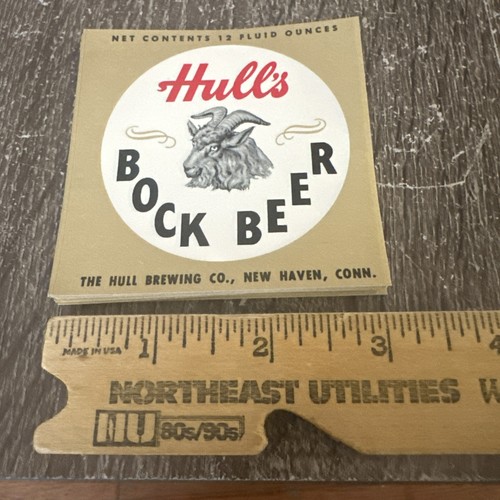 NET CONTENTS 12 FLUID OUNCES
Hull's
BOCK BEER
THE HULL BREWING CO., NEW HAVEN, CONN.
MADE IN USA 1 2 3 4
NORTHEAST UTILITIES W
NU 80s/90s